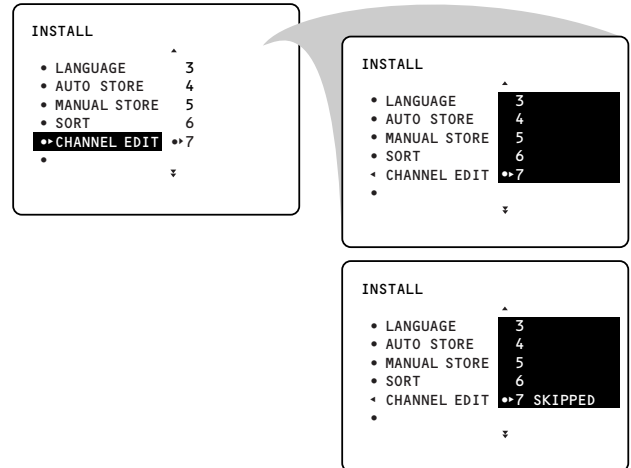 INSTALL
• LANGUAGE 3
• AUTO STORE 4
• MANUAL STORE 5
• SORT 6
•▸ CHANNEL EDIT •▸ 7
•
INSTALL
• LANGUAGE 3
• AUTO STORE 4
• MANUAL STORE 5
• SORT 6
◂ CHANNEL EDIT •▸ 7
•
INSTALL
• LANGUAGE 3
• AUTO STORE 4
• MANUAL STORE 5
• SORT 6
◂ CHANNEL EDIT •▸ 7 SKIPPED
•